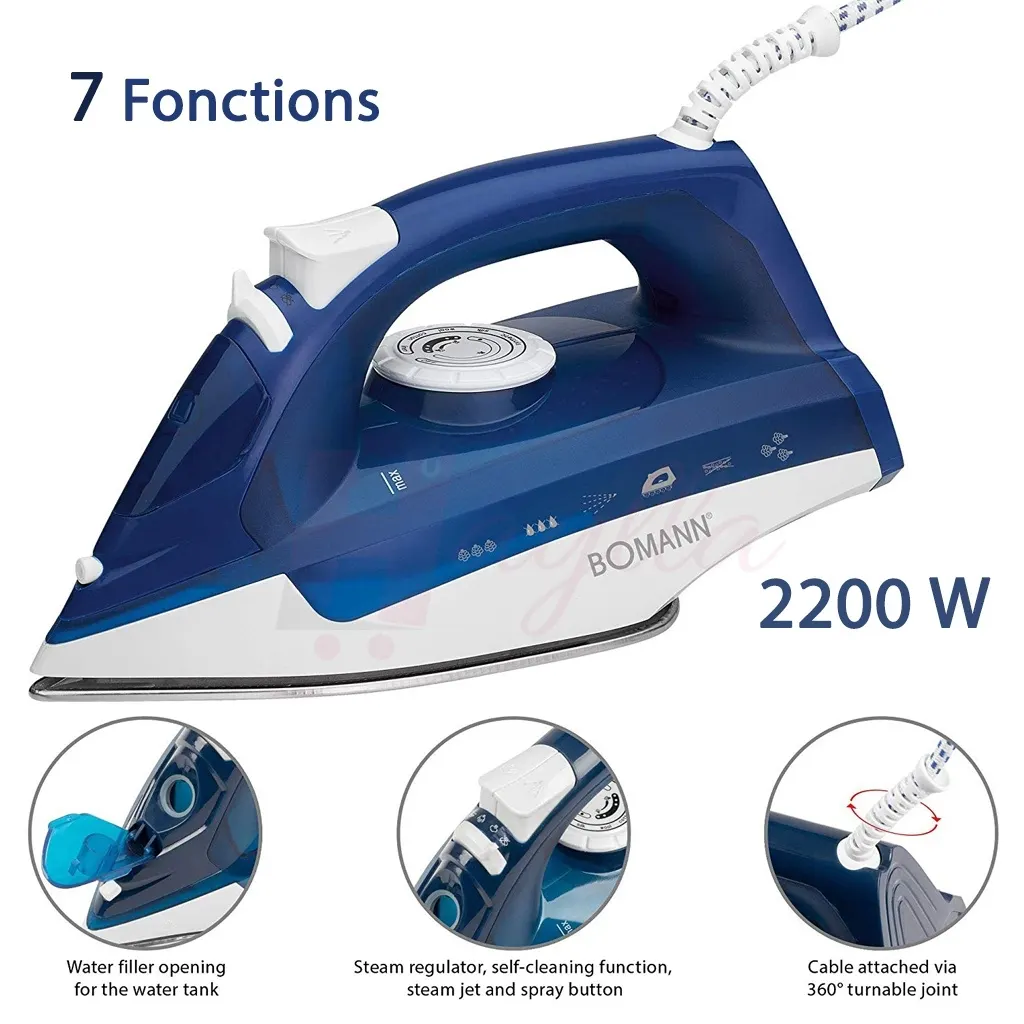 7 Fonctions
max
BOMANN®
2200 W
max
Water filler opening
for the water tank
Steam regulator, self-cleaning function,
steam jet and spray button
Cable attached via
360° turnable joint